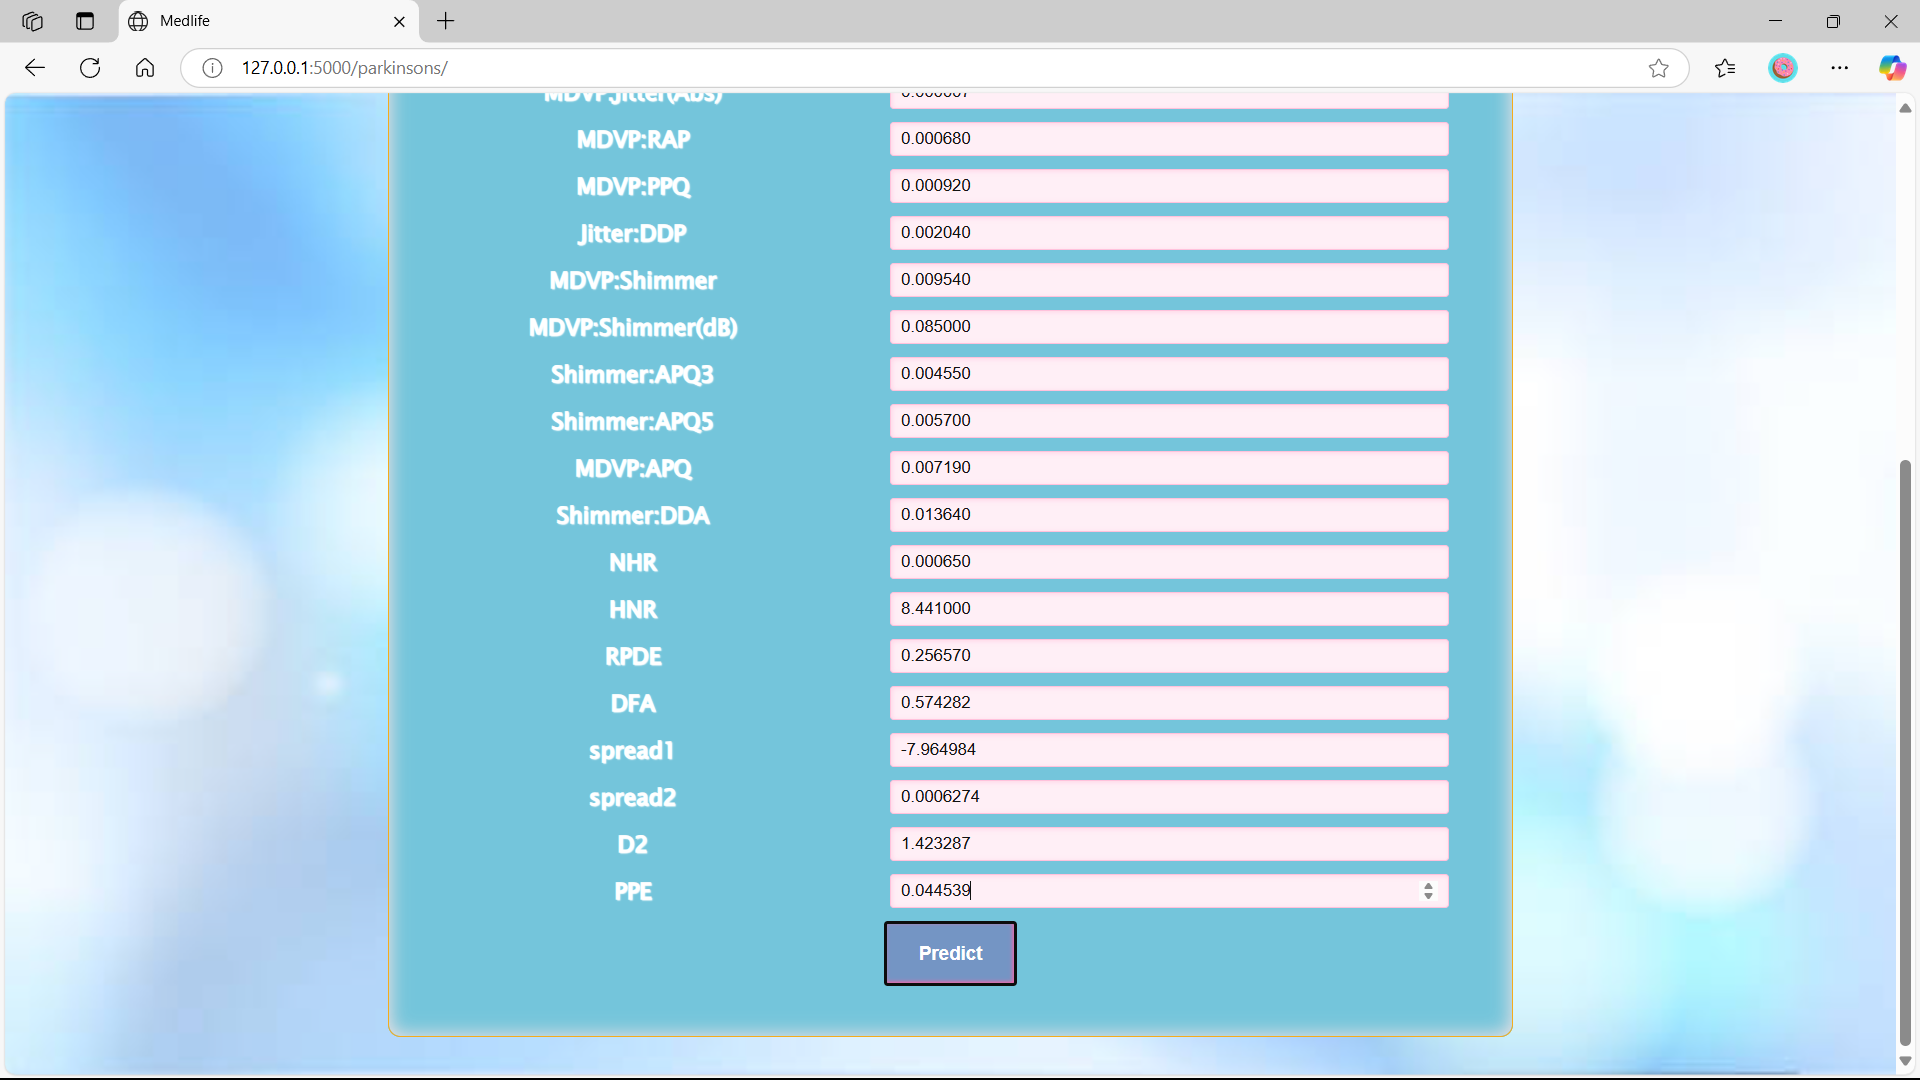 Medlife
127.0.0.1:5000/parkinsons/
MDVP:Jitter(Abs)
MDVP:RAP 0.000680
MDVP:PPQ 0.000920
Jitter:DDP 0.002040
MDVP:Shimmer 0.009540
MDVP:Shimmer(dB) 0.085000
Shimmer:APQ3 0.004550
Shimmer:APQ5 0.005700
MDVP:APQ 0.007190
Shimmer:DDA 0.013640
NHR 0.000650
HNR 8.441000
RPDE 0.256570
DFA 0.574282
spread1 -7.964984
spread2 0.0006274
D2 1.423287
PPE 0.044539
Predict